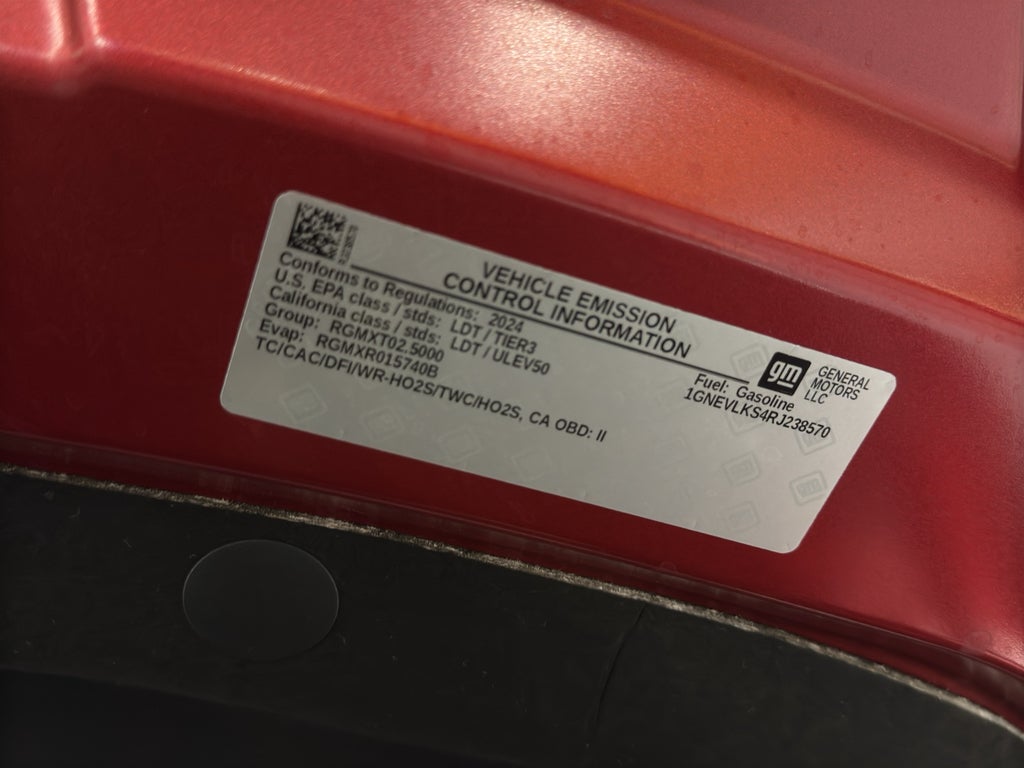 VEHICLE EMISSION
CONTROL INFORMATION
Conforms to Regulations: 2024
U.S. EPA class / stds: LDT / TIER3
California class / stds: LDT / ULEV50
Group: RGMXT02.5000
Evap: RGMXR015740B
TC/CAC/DFI/WR-HO2S/TWC/HO2S, CA OBD: II
gm
GENERAL
MOTORS
LLC
Fuel: Gasoline
1GNEVLKS4RJ238570